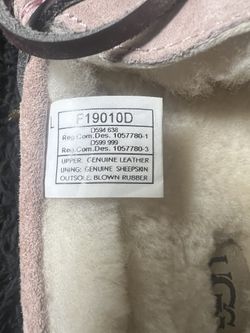 L
F19010D
D594 638
Reg.Com.Des. 1057780-1
D599 999
Reg.Com.Des. 1057780-3
UPPER: GENUINE LEATHER
LINING: GENUINE SHEEPSKIN
OUTSOLE: BLOWN RUBBER